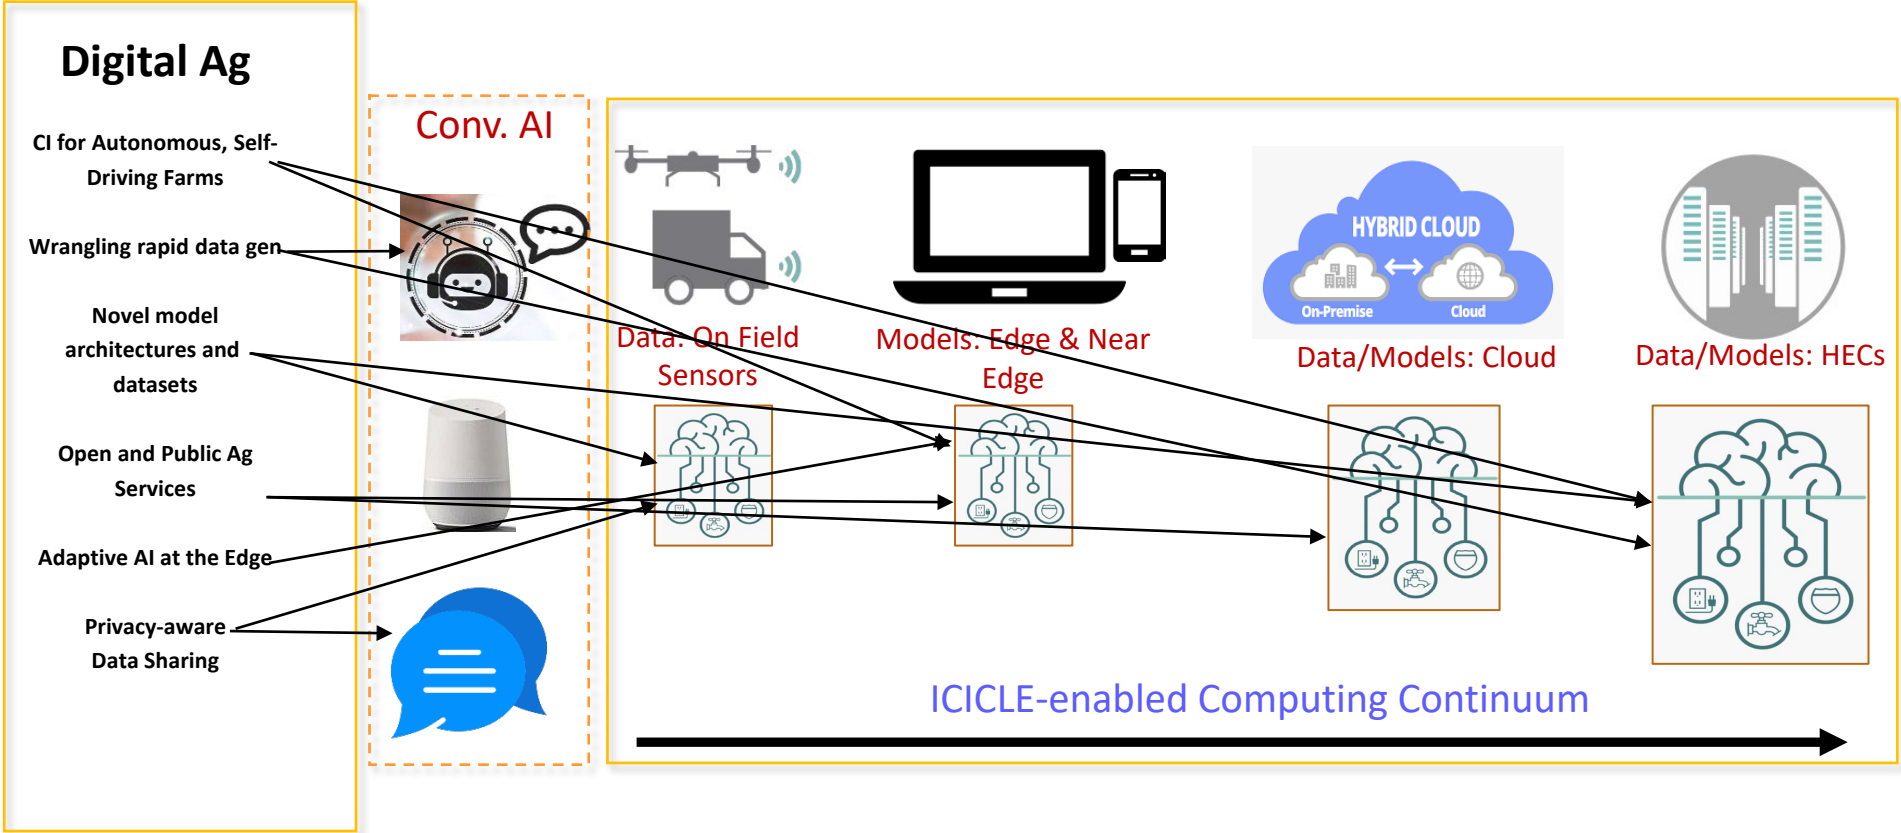 Digital Ag
CI for Autonomous, Self-
Driving Farms
Wrangling rapid data gen
Novel model
architectures and
datasets
Open and Public Ag
Services
Adaptive AI at the Edge
Privacy-aware
Data Sharing
Conv. AI
Data: On Field
Sensors
Models: Edge & Near
Edge
HYBRID CLOUD
On-Premise
Cloud
Data/Models: Cloud
Data/Models: HECs
ICICLE-enabled Computing Continuum